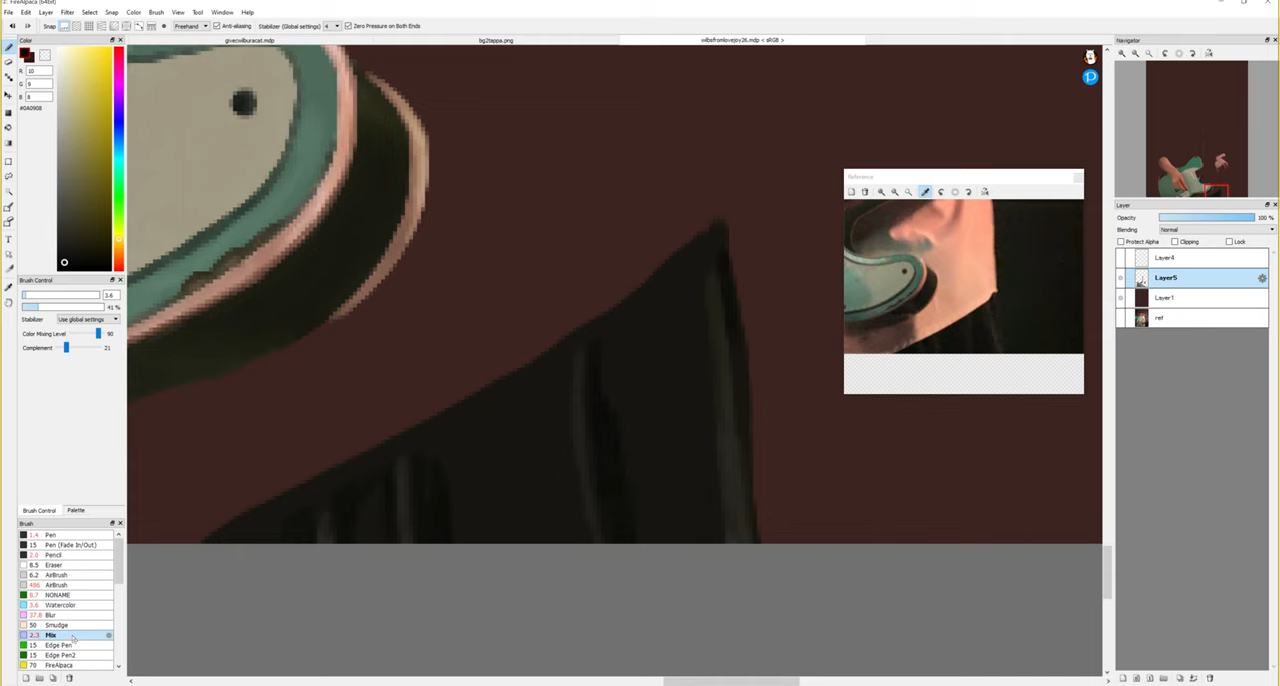 2: FireAlpaca (64bit)
File Edit Layer Filter Select Snap Color Brush View Tool Window Help
Snap Freehand Anti-aliasing Stabilizer (Global settings) 4 Zero Pressure on Both Ends
Color
R 10
G 9
B 8
#0A0908
Brush Control
3.6
41 %
Stabilizer Use global settings
Color Mixing Level 90
Complement 21
Brush Control Palette
Brush
1.4 Pen
15 Pen (Fade In/Out)
2.0 Pencil
8.5 Eraser
6.2 AirBrush
486 AirBrush
8.7 NONAME
3.6 Watercolor
37.8 Blur
50 Smudge
2.3 Mix
15 Edge Pen
15 Edge Pen2
70 FireAlpaca
givecwilburacat.mdp bg2tappa.png wilbsfromlovejoy26.mdp < sRGB >
Reference
Navigator
Layer
Opacity 100 %
Blending Normal
Protect Alpha Clipping Lock
Layer4
Layer5
Layer1
ref